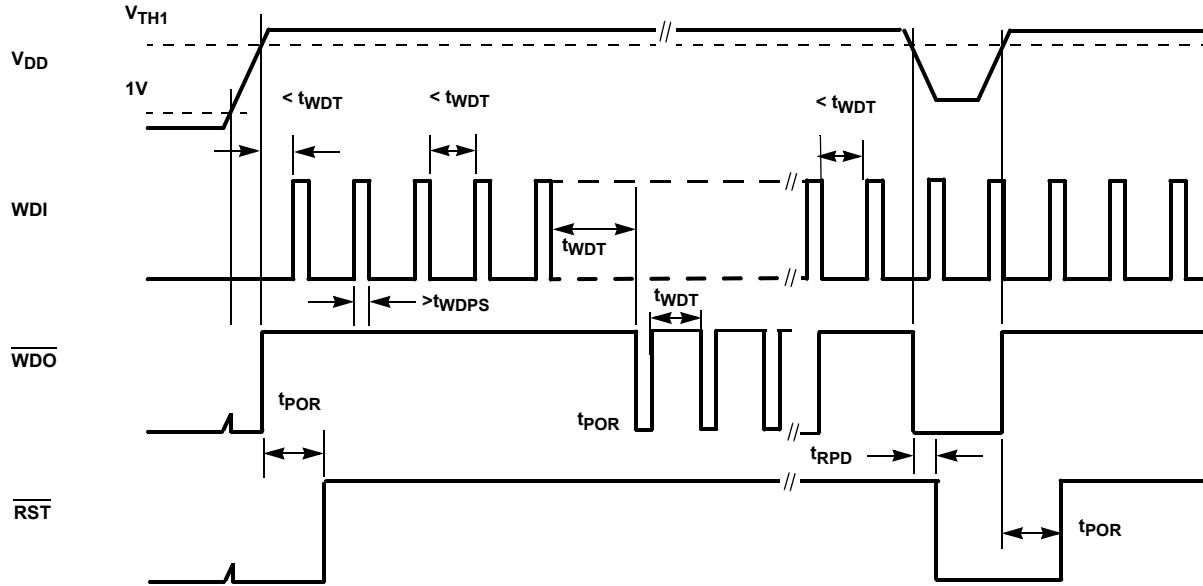 VTH1
VDD
1V
< tWDT
< tWDT
< tWDT
WDI
tWDT
>tWDPS
tWDT
WDO
tPOR
tPOR
tRPD
RST
tPOR